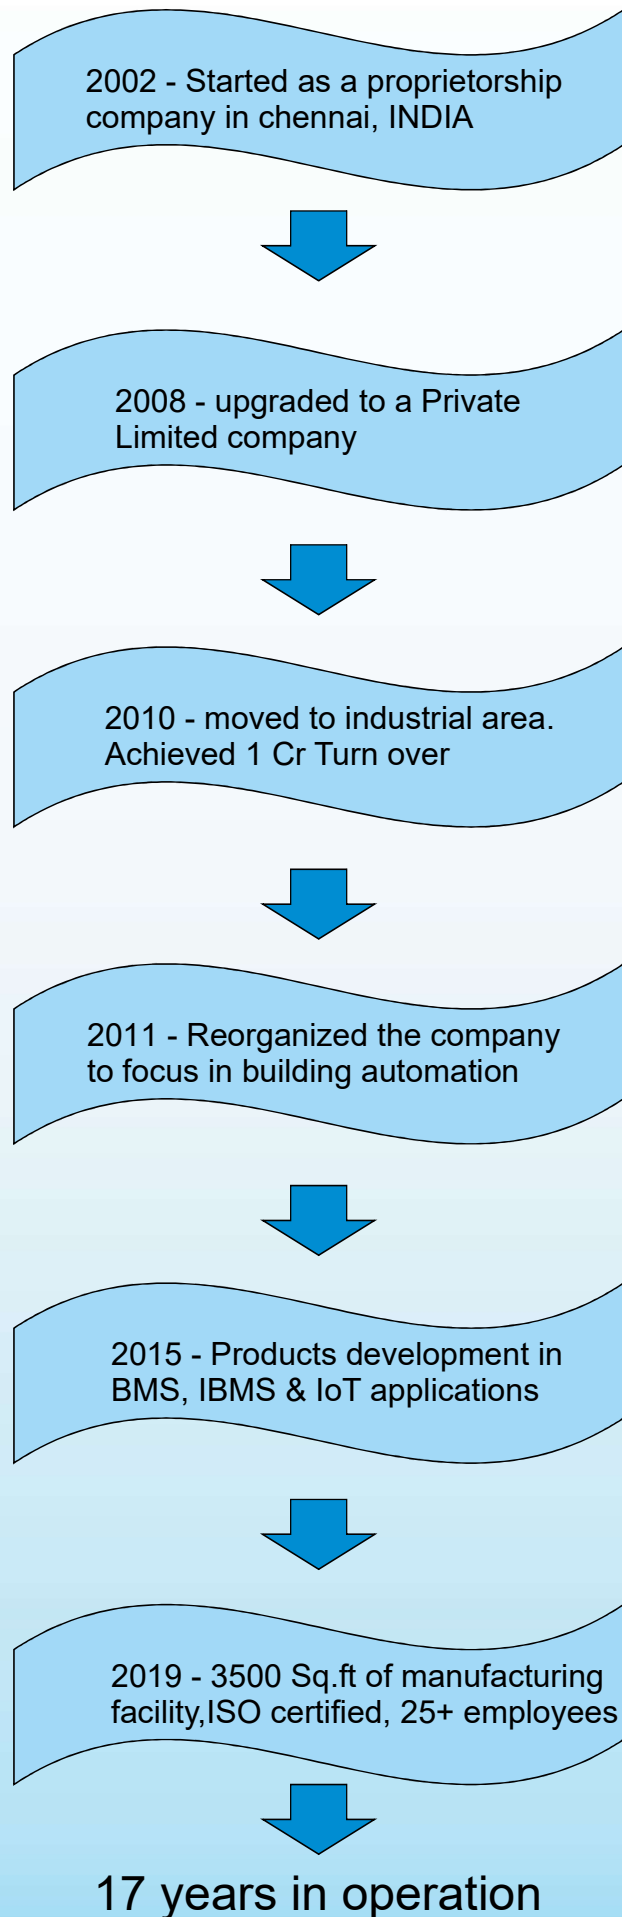 2002 - Started as a proprietorship
company in chennai, INDIA
2008 - upgraded to a Private
Limited company
2010 - moved to industrial area.
Achieved 1 Cr Turn over
2011 - Reorganized the company
to focus in building automation
2015 - Products development in
BMS, IBMS & IoT applications
2019 - 3500 Sq.ft of manufacturing
facility,ISO certified, 25+ employees
17 years in operation